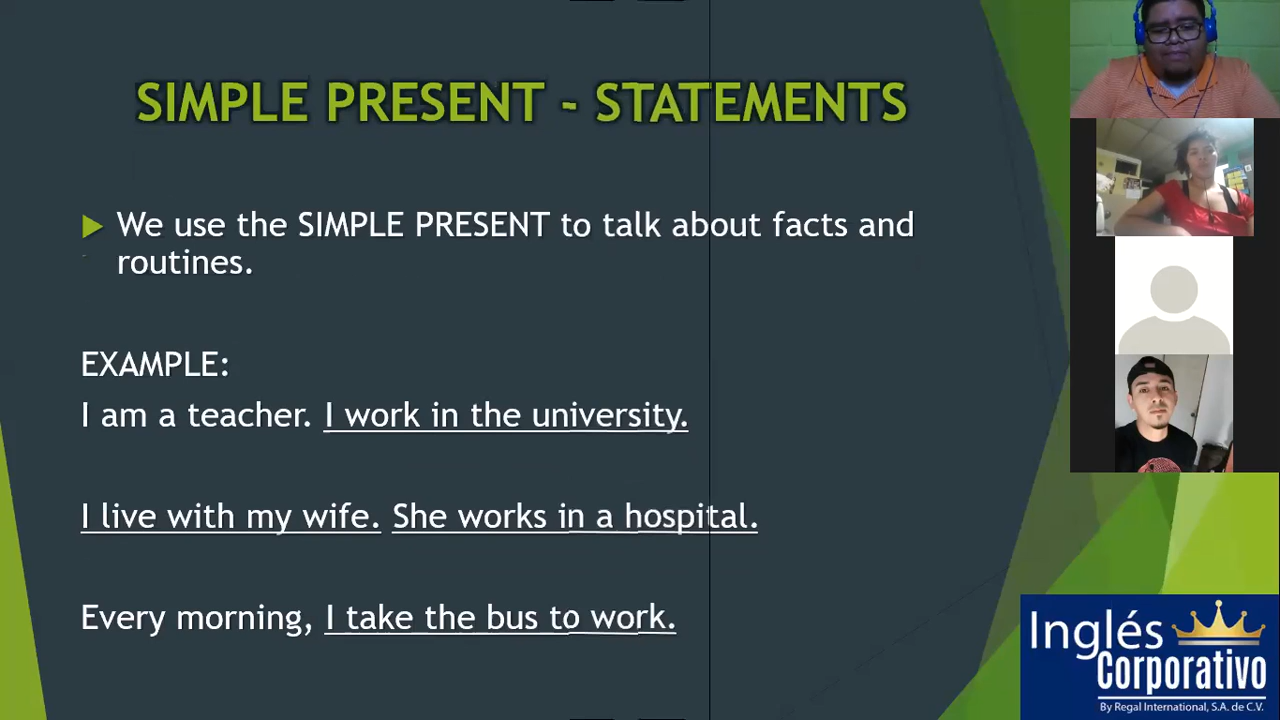 SIMPLE PRESENT - STATEMENTS
We use the SIMPLE PRESENT to talk about facts and
routines.
EXAMPLE:
I am a teacher. I work in the university.
I live with my wife. She works in a hospital.
Every morning, I take the bus to work.
Inglés
Corporativo
By Regal International, S.A. de C.V.